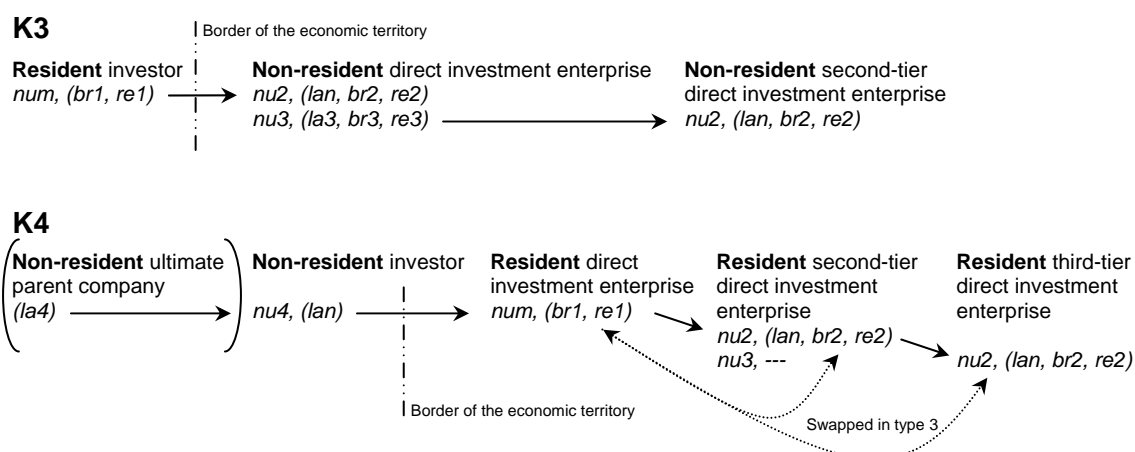 K3
Border of the economic territory
Resident investor
num, (br1, re1)
Non-resident direct investment enterprise
nu2, (lan, br2, re2)
nu3, (la3, br3, re3)
Non-resident second-tier
direct investment enterprise
nu2, (lan, br2, re2)
K4
Non-resident ultimate
parent company
(la4)
Non-resident investor
nu4, (lan)
Resident direct
investment enterprise
num, (br1, re1)
Resident second-tier
direct investment
enterprise
nu2, (lan, br2, re2)
nu3, ---
Resident third-tier
direct investment
enterprise
nu2, (lan, br2, re2)
Border of the economic territory
Swapped in type 3